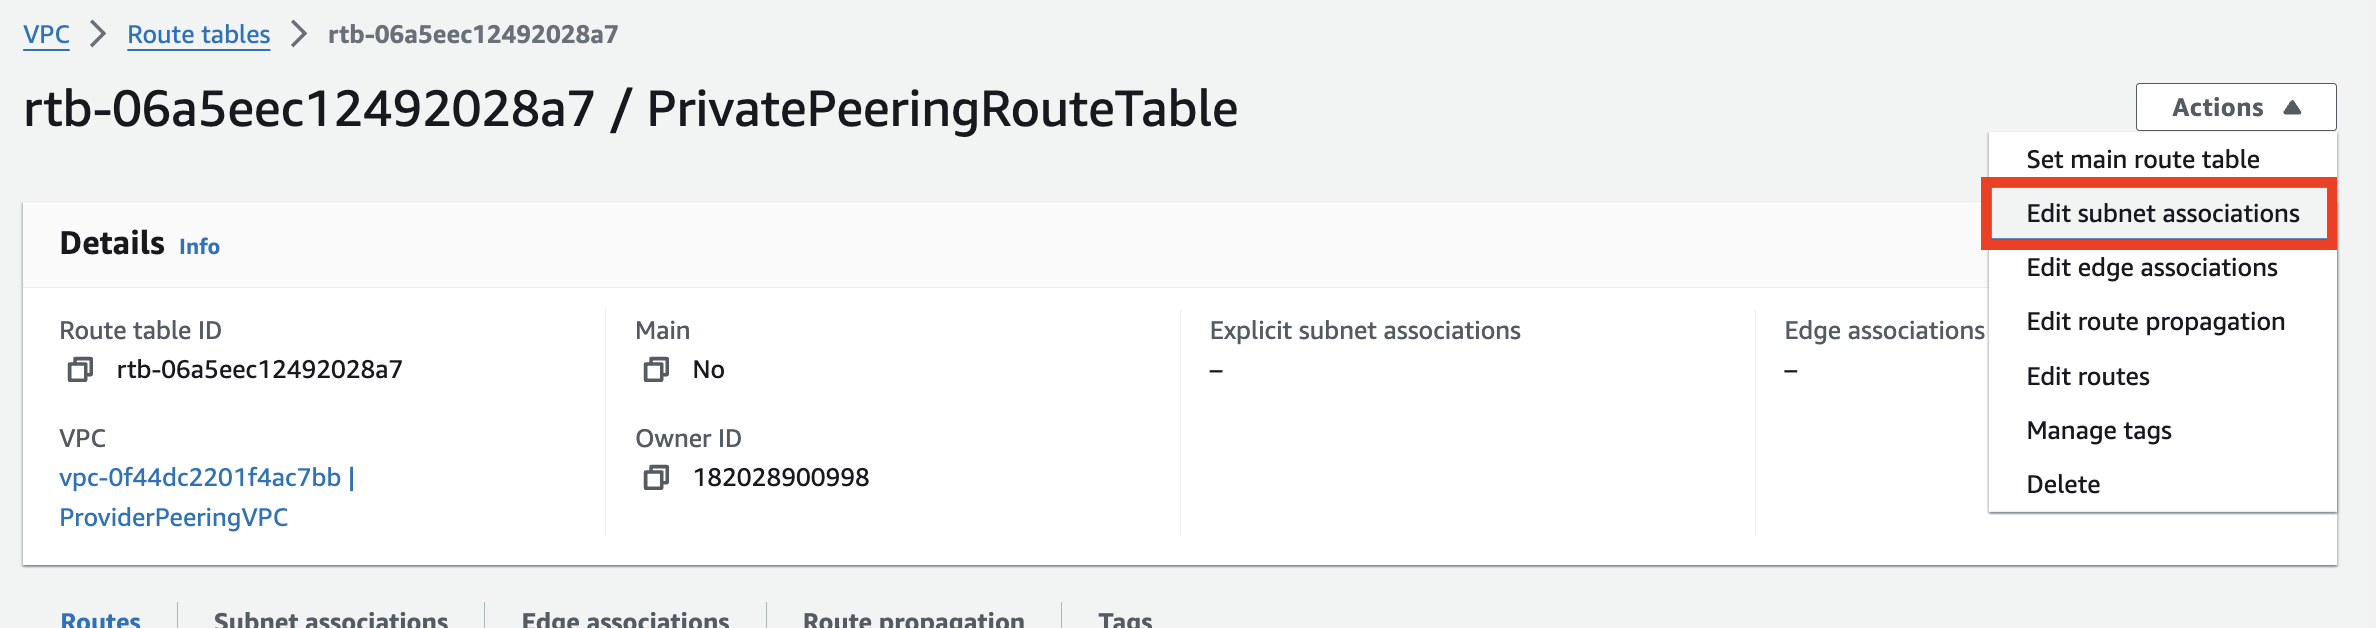 VPC > Route tables > rtb-06a5eec12492028a7
rtb-06a5eec12492028a7 / PrivatePeeringRouteTable
Actions
Set main route table
Edit subnet associations
Edit edge associations
Edit route propagation
Edit routes
Manage tags
Delete
Details Info
Route table ID
rtb-06a5eec12492028a7
Main
No
Explicit subnet associations
–
Edge associations
–
VPC
vpc-0f44dc2201f4ac7bb |
ProviderPeeringVPC
Owner ID
182028900998
Routes Subnet associations Edge associations Route propagation Tags